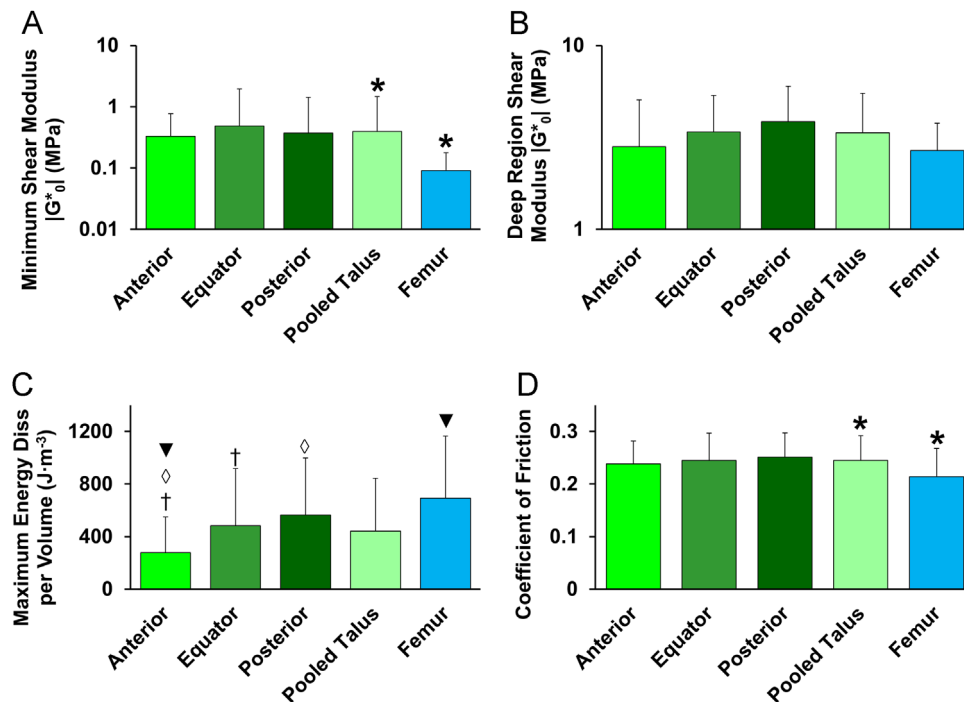 A
Minimum Shear Modulus
|G*0| (MPa)
10
1
0.1
0.01
*
*
Anterior
Equator
Posterior
Pooled Talus
Femur
B
Deep Region Shear
Modulus |G*0| (MPa)
10
1
Anterior
Equator
Posterior
Pooled Talus
Femur
C
Maximum Energy Diss
per Volume (J·m-3)
1200
800
400
0
▼
◊
†
†
◊
▼
Anterior
Equator
Posterior
Pooled Talus
Femur
D
Coefficient of Friction
0.3
0.2
0.1
0
*
*
Anterior
Equator
Posterior
Pooled Talus
Femur